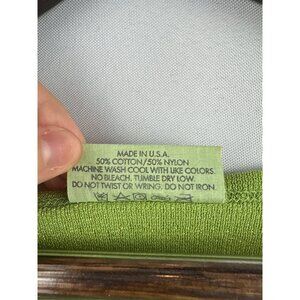 MADE IN U.S.A.
50% COTTON/50% NYLON
MACHINE WASH COOL WITH LIKE COLORS.
NO BLEACH. TUMBLE DRY LOW.
DO NOT TWIST OR WRING. DO NOT IRON.